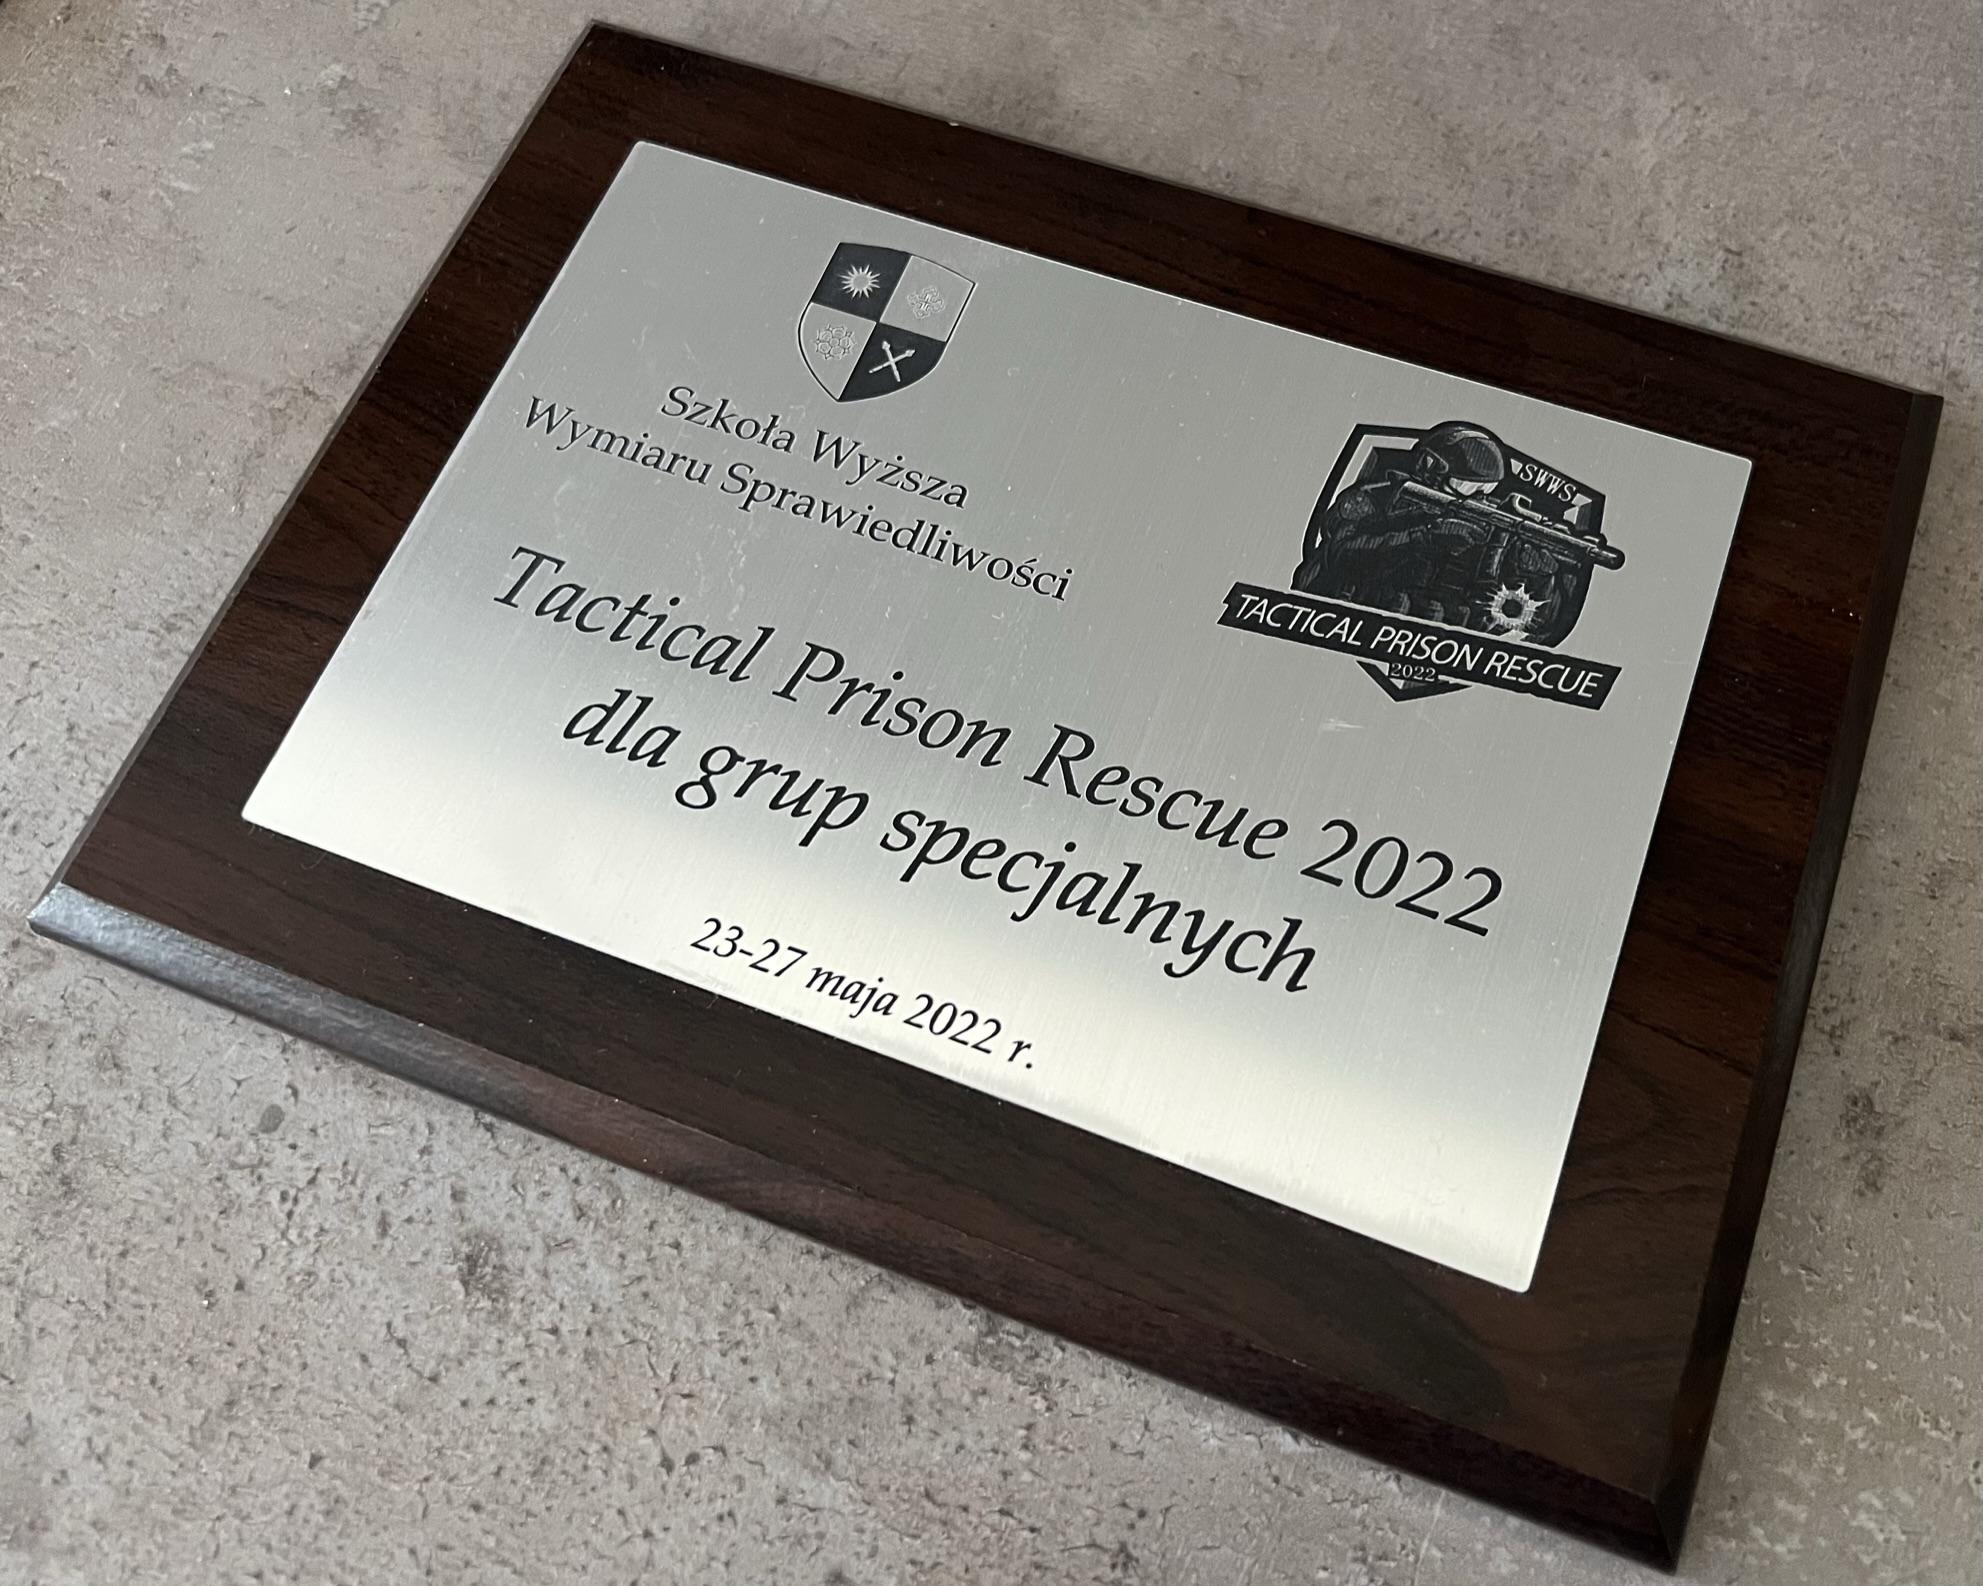 Szkoła Wyższa
Wymiaru Sprawiedliwości
SWWS
TACTICAL PRISON RESCUE
2022
Tactical Prison Rescue 2022
dla grup specjalnych
23-27 maja 2022 r.